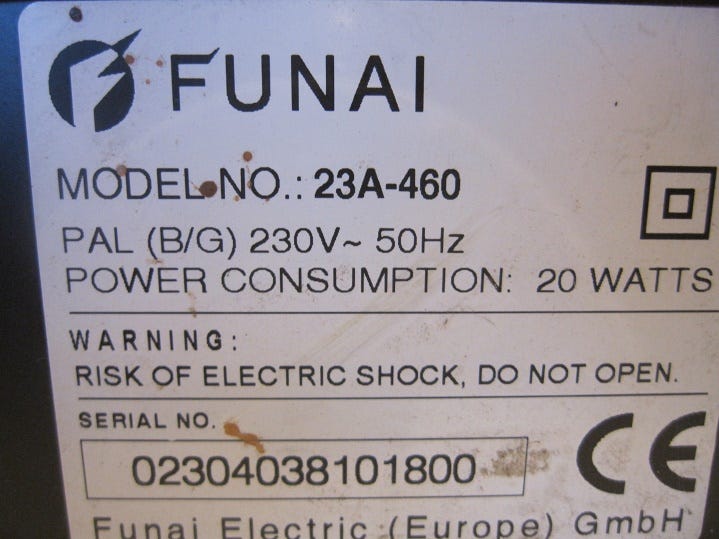 FUNAI
MODEL NO.: 23A-460
PAL (B/G) 230V~ 50Hz
POWER CONSUMPTION: 20 WATTS
WARNING:
RISK OF ELECTRIC SHOCK, DO NOT OPEN.
SERIAL NO.
02304038101800
CE
Funai Electric (Europe) GmbH